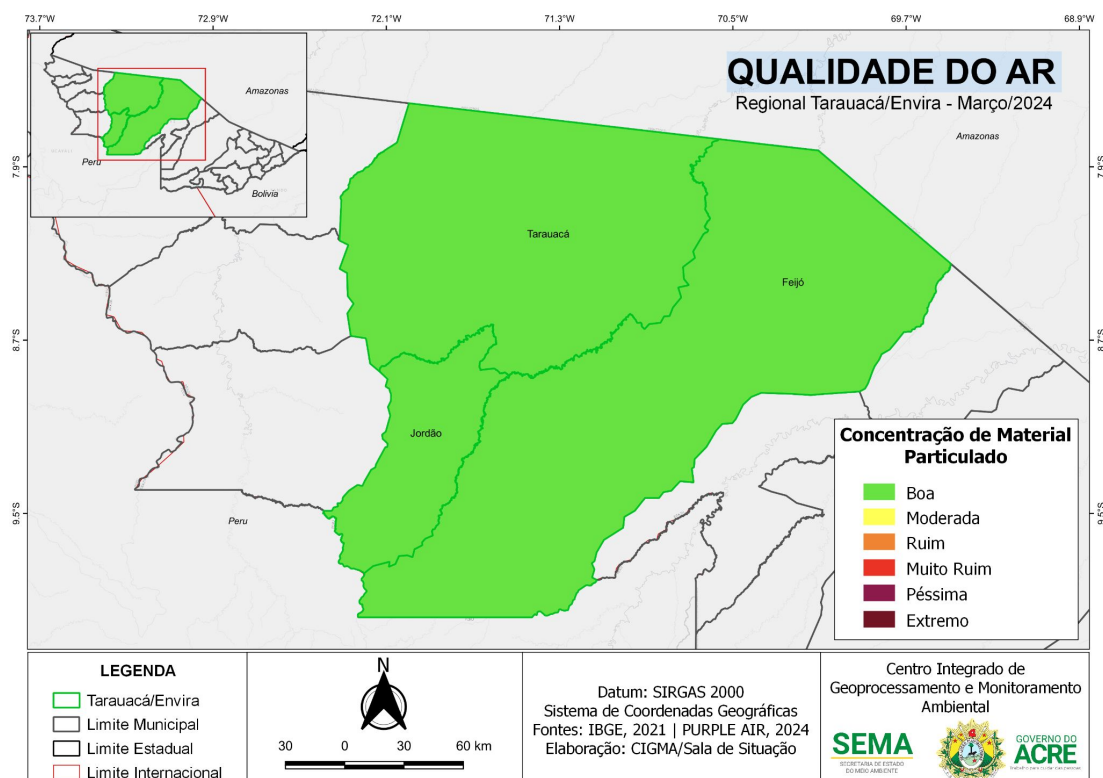 73.7°W 72.9°W 72.1°W 71.3°W 70.5°W 69.7°W 68.9°W
QUALIDADE DO AR
Regional Tarauacá/Envira - Março/2024
Amazonas
Peru
Bolivia
Amazonas
7.9°S
7.9°S
Tarauacá
Feijó
8.7°S
8.7°S
Jordão
Peru
9.5°S
9.5°S
Concentração de Material
Particulado
Boa
Moderada
Ruim
Muito Ruim
Péssima
Extremo
LEGENDA
Tarauacá/Envira
Limite Municipal
Limite Estadual
Limite Internacional
N
30 0 30 60 km
Datum: SIRGAS 2000
Sistema de Coordenadas Geográficas
Fontes: IBGE, 2021 | PURPLE AIR, 2024
Elaboração: CIGMA/Sala de Situação
Centro Integrado de
Geoprocessamento e Monitoramento
Ambiental
SEMA
SECRETARIA DE ESTADO
DO MEIO AMBIENTE
GOVERNO DO
ACRE